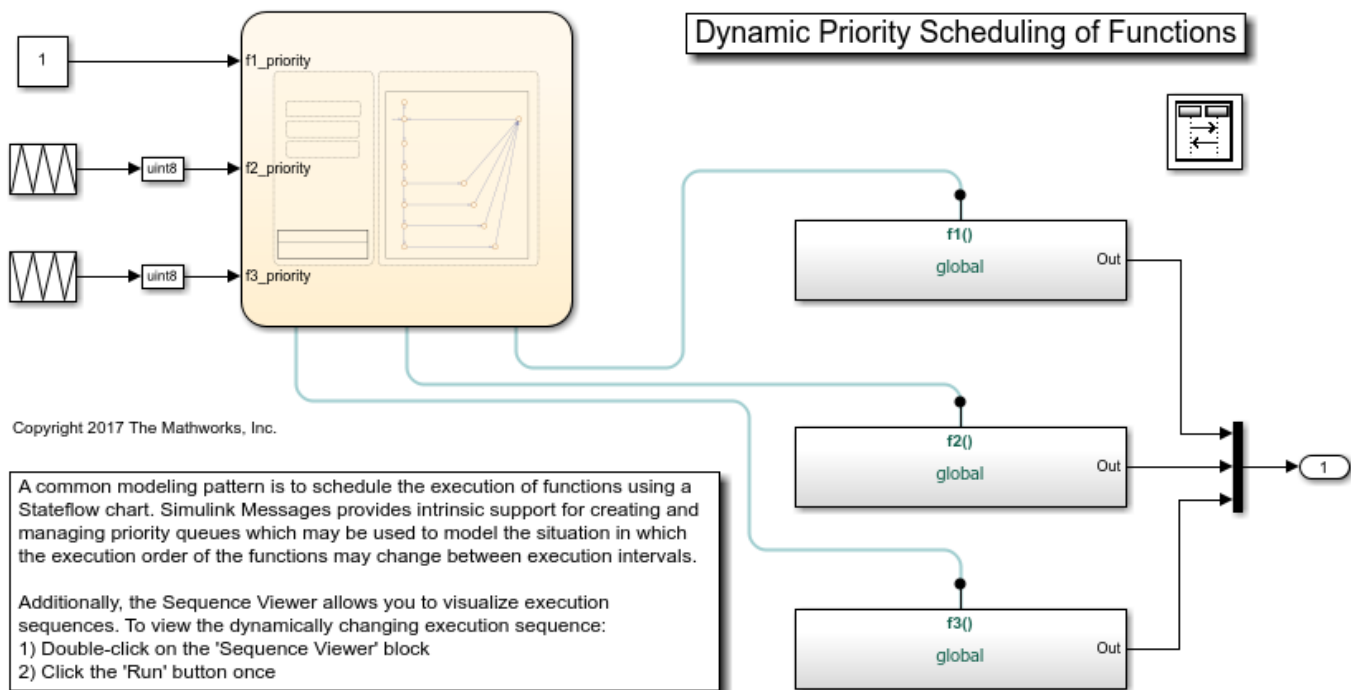 Dynamic Priority Scheduling of Functions
1
f1_priority
uint8
f2_priority
uint8
f3_priority
f1()
global
Out
f2()
global
Out
1
f3()
global
Out
Copyright 2017 The Mathworks, Inc.
A common modeling pattern is to schedule the execution of functions using a
Stateflow chart. Simulink Messages provides intrinsic support for creating and
managing priority queues which may be used to model the situation in which
the execution order of the functions may change between execution intervals.
Additionally, the Sequence Viewer allows you to visualize execution
sequences. To view the dynamically changing execution sequence:
1) Double-click on the 'Sequence Viewer' block
2) Click the 'Run' button once